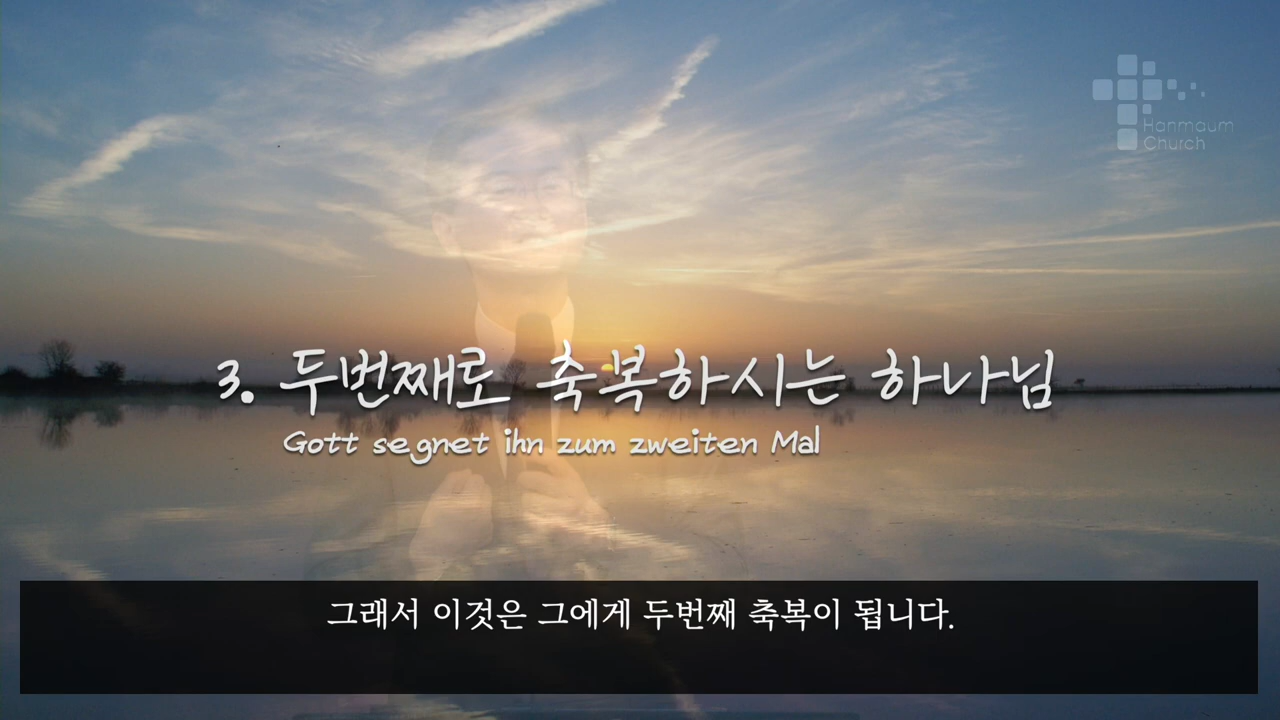 Hanmaum
Church
3. 두번째로 축복하시는 하나님
Gott segnet ihn zum zweiten Mal
그래서 이것은 그에게 두번째 축복이 됩니다.